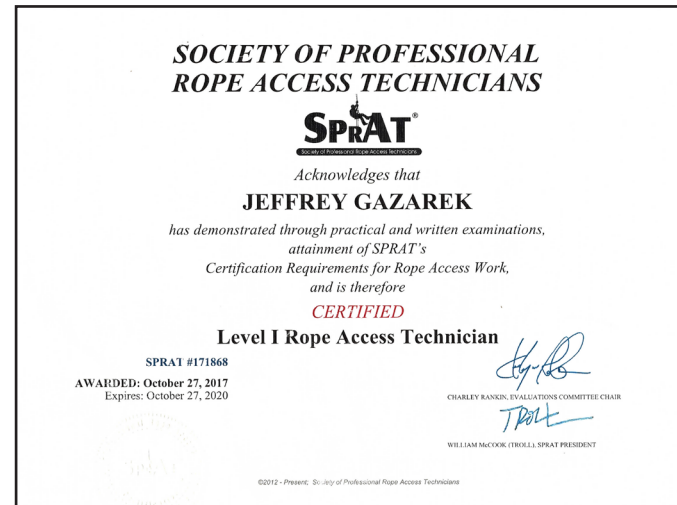 SOCIETY OF PROFESSIONAL
ROPE ACCESS TECHNICIANS
SPRAT®
Society of Professional Rope Access Technicians
Acknowledges that
JEFFREY GAZAREK
has demonstrated through practical and written examinations,
attainment of SPRAT's
Certification Requirements for Rope Access Work,
and is therefore
CERTIFIED
Level I Rope Access Technician
SPRAT #171868
AWARDED: October 27, 2017
Expires: October 27, 2020
CHARLEY RANKIN, EVALUATIONS COMMITTEE CHAIR
TROLL
WILLIAM McCOOK (TROLL), SPRAT PRESIDENT
©2012 - Present; Society of Professional Rope Access Technicians